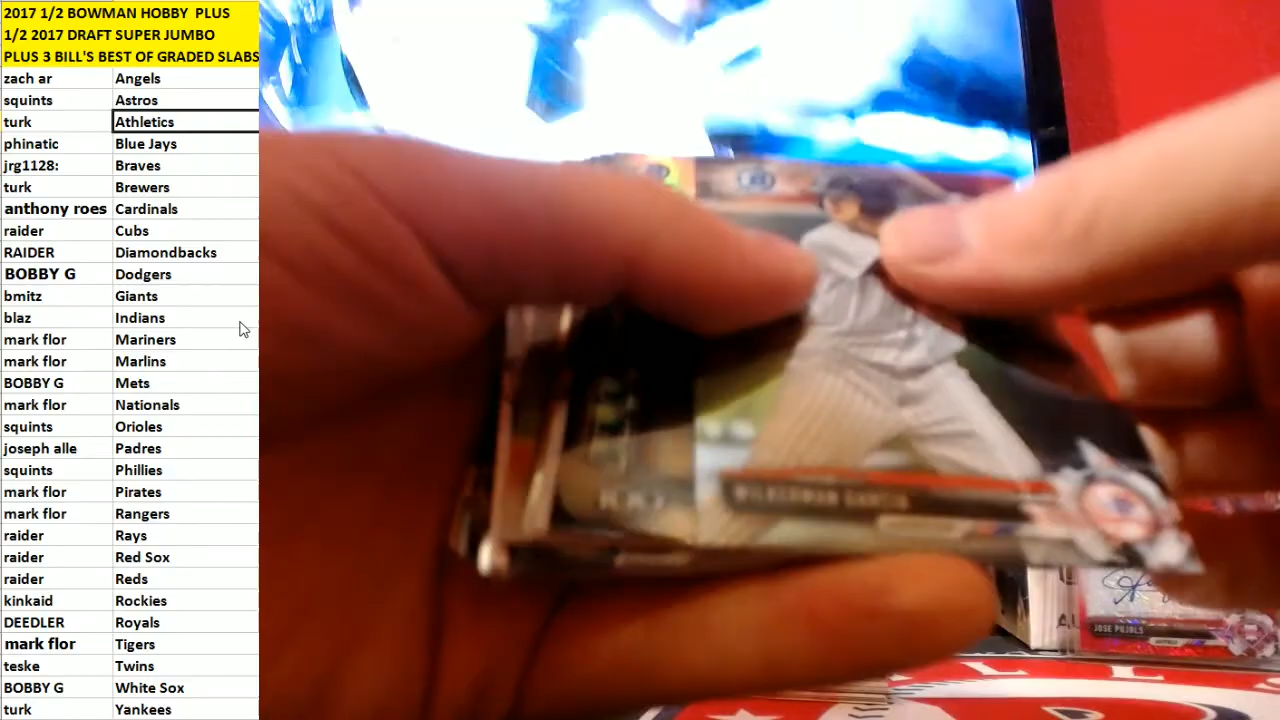 2017 1/2 BOWMAN HOBBY PLUS
1/2 2017 DRAFT SUPER JUMBO
PLUS 3 BILL'S BEST OF GRADED SLABS
zach ar Angels
squints Astros
turk Athletics
phinatic Blue Jays
jrg1128: Braves
turk Brewers
anthony roes Cardinals
raider Cubs
RAIDER Diamondbacks
BOBBY G Dodgers
bmitz Giants
blaz Indians
mark flor Mariners
mark flor Marlins
BOBBY G Mets
mark flor Nationals
squints Orioles
joseph alle Padres
squints Phillies
mark flor Pirates
mark flor Rangers
raider Rays
raider Red Sox
raider Reds
kinkaid Rockies
DEEDLER Royals
mark flor Tigers
teske Twins
BOBBY G White Sox
turk Yankees
WILKERMAN GARCIA
JOSE PUJOLS